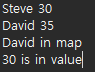 Steve 30
David 35
David in map
30 is in value